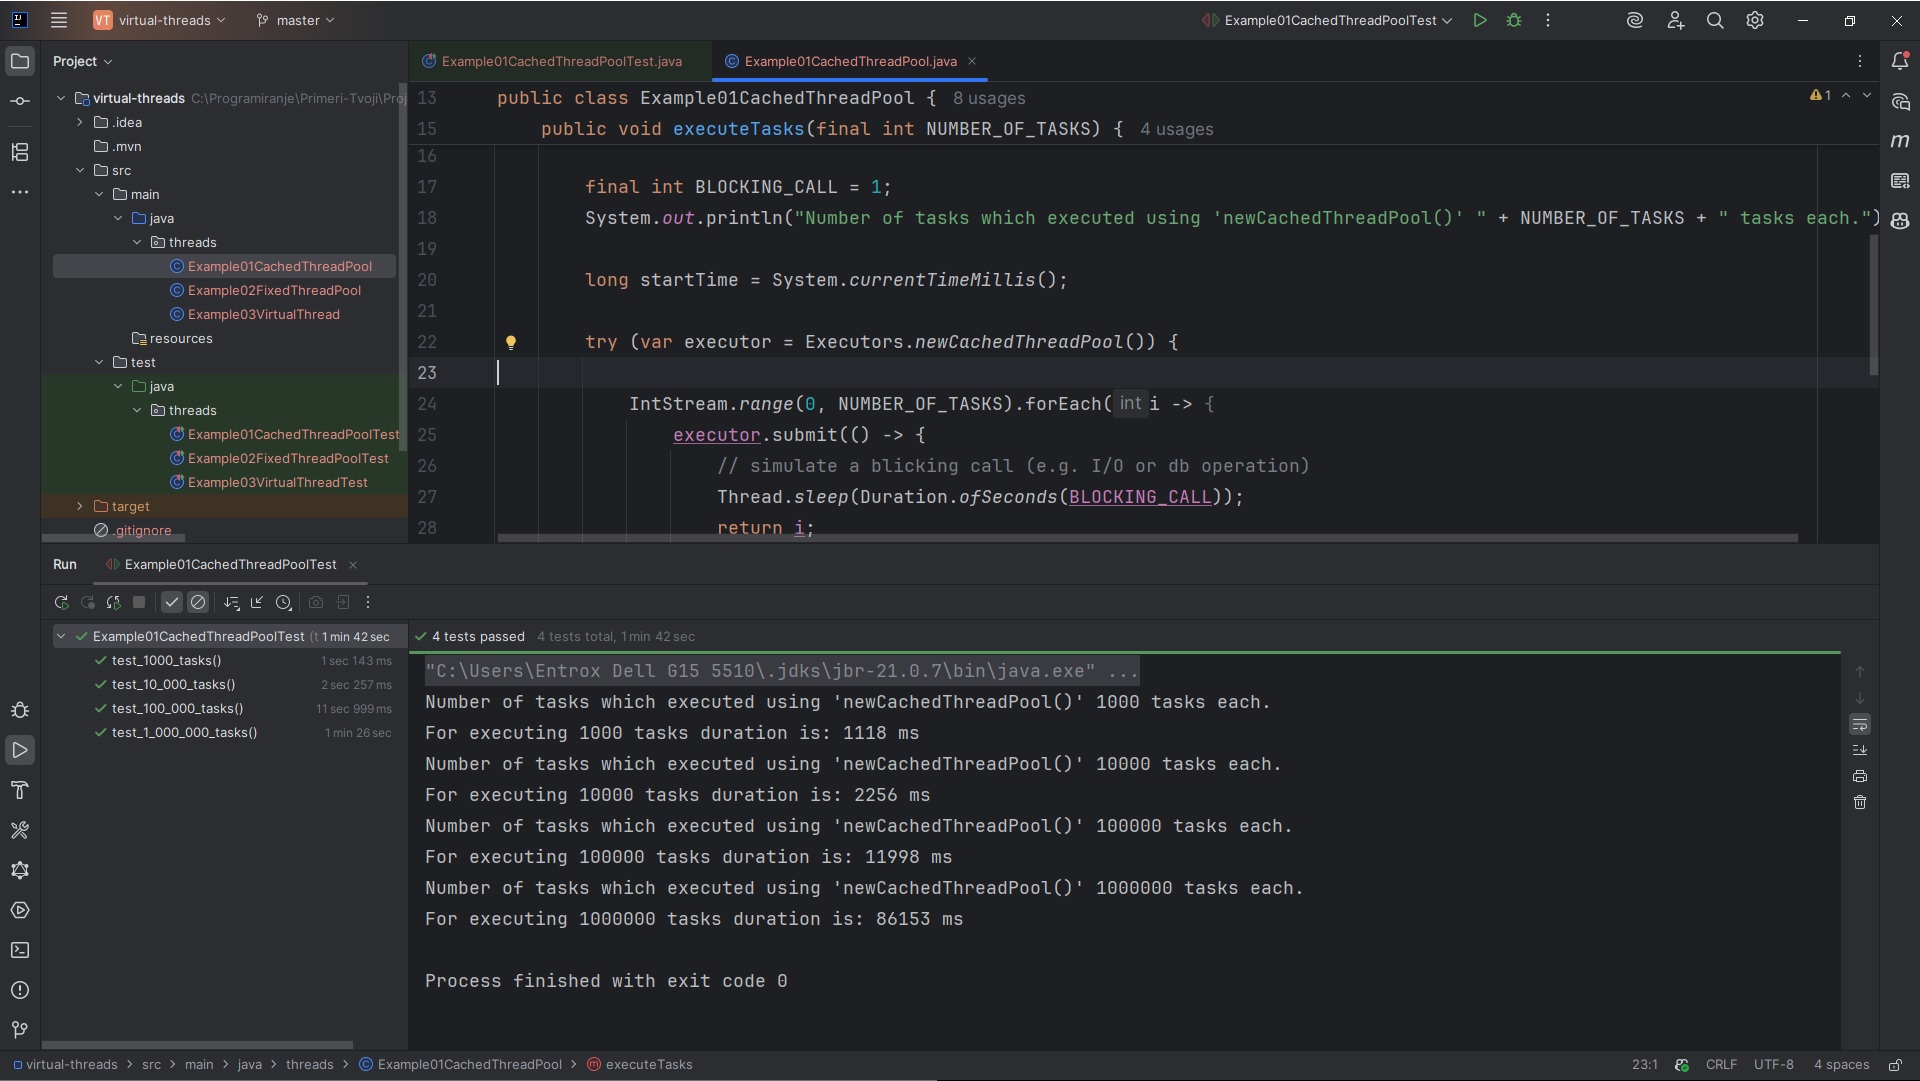 VT virtual-threads
master
Example01CachedThreadPoolTest
Project
virtual-threads C:\Programiranje\Primeri-Tvoji\Proj
.idea
.mvn
src
main
java
threads
Example01CachedThreadPool
Example02FixedThreadPool
Example03VirtualThread
resources
test
java
threads
Example01CachedThreadPoolTest
Example02FixedThreadPoolTest
Example03VirtualThreadTest
target
.gitignore
Example01CachedThreadPoolTest.java
Example01CachedThreadPool.java
1
13 public class Example01CachedThreadPool { 8 usages
15 public void executeTasks(final int NUMBER_OF_TASKS) { 4 usages
16
17 final int BLOCKING_CALL = 1;
18 System.out.println("Number of tasks which executed using 'newCachedThreadPool()' " + NUMBER_OF_TASKS + " tasks each.")
19
20 long startTime = System.currentTimeMillis();
21
22 try (var executor = Executors.newCachedThreadPool()) {
23
24 IntStream.range(0, NUMBER_OF_TASKS).forEach( int i -> {
25 executor.submit(() -> {
26 // simulate a blicking call (e.g. I/O or db operation)
27 Thread.sleep(Duration.ofSeconds(BLOCKING_CALL));
28 return i;
Run
Example01CachedThreadPoolTest
Example01CachedThreadPoolTest (t 1 min 42 sec
test_1000_tasks() 1 sec 143 ms
test_10_000_tasks() 2 sec 257 ms
test_100_000_tasks() 11 sec 999 ms
test_1_000_000_tasks() 1 min 26 sec
4 tests passed 4 tests total, 1 min 42 sec
"C:\Users\Entrox Dell G15 5510\.jdks\jbr-21.0.7\bin\java.exe" ...
Number of tasks which executed using 'newCachedThreadPool()' 1000 tasks each.
For executing 1000 tasks duration is: 1118 ms
Number of tasks which executed using 'newCachedThreadPool()' 10000 tasks each.
For executing 10000 tasks duration is: 2256 ms
Number of tasks which executed using 'newCachedThreadPool()' 100000 tasks each.
For executing 100000 tasks duration is: 11998 ms
Number of tasks which executed using 'newCachedThreadPool()' 1000000 tasks each.
For executing 1000000 tasks duration is: 86153 ms
Process finished with exit code 0
virtual-threads > src > main > java > threads > Example01CachedThreadPool > executeTasks
23:1 CRLF UTF-8 4 spaces